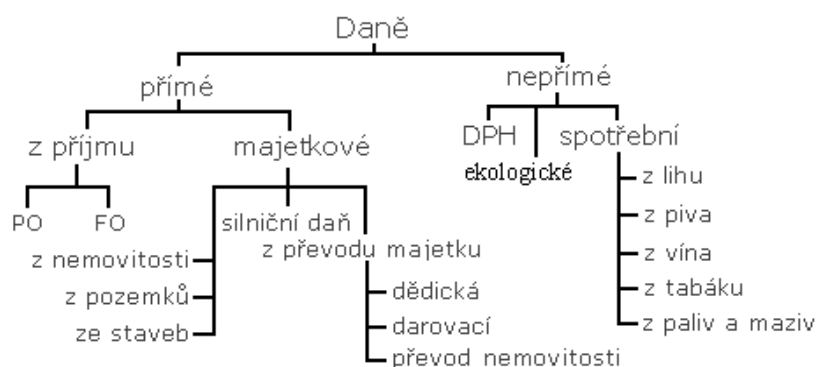 Daně
přímé
nepřímé
z příjmu
majetkové
DPH
spotřební
ekologické
z lihu
PO
FO
silniční daň
z piva
z převodu majetku
z nemovitosti
z vína
z pozemků
dědická
z tabáku
ze staveb
darovací
z paliv a maziv
převod nemovitosti